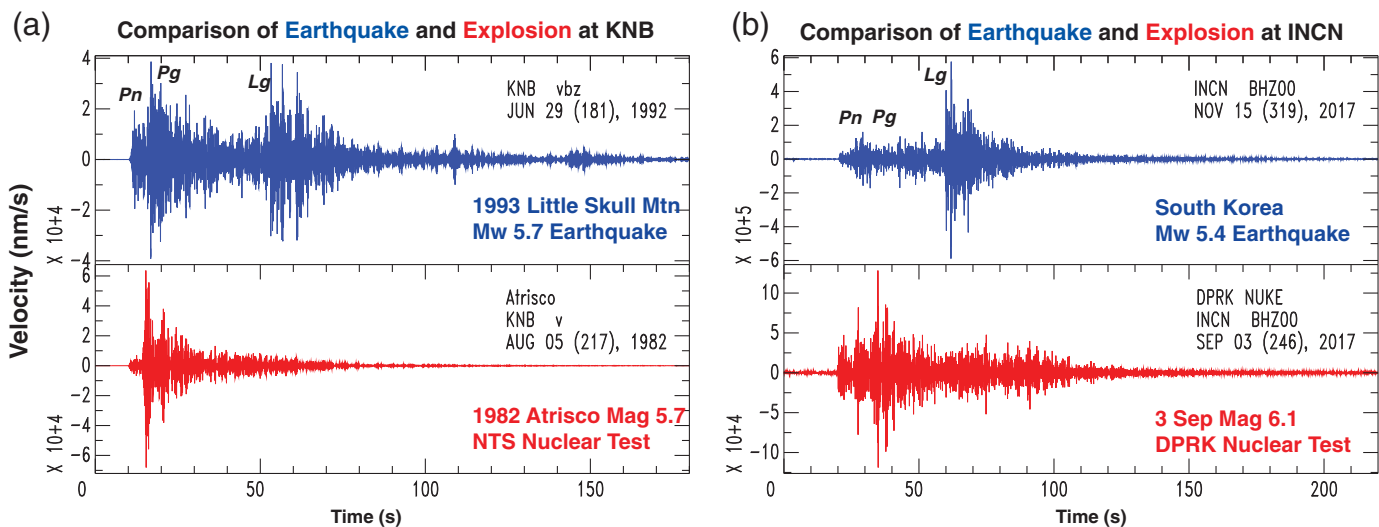 (a)
Comparison of Earthquake and Explosion at KNB
Velocity (nm/s)
4
2
0
-2
-4
X 10+4
Pn
Pg
Lg
KNB vbz
JUN 29 (181), 1992
1993 Little Skull Mtn
Mw 5.7 Earthquake
6
4
2
0
-2
-4
-6
X 10+4
Atrisco
KNB v
AUG 05 (217), 1982
1982 Atrisco Mag 5.7
NTS Nuclear Test
0
50
100
150
Time (s)
(b)
Comparison of Earthquake and Explosion at INCN
6
4
2
0
-2
-4
-6
X 10+5
Pn
Pg
Lg
INCN BHZ00
NOV 15 (319), 2017
South Korea
Mw 5.4 Earthquake
10
5
0
-5
-10
X 10+4
DPRK NUKE
INCN BHZ00
SEP 03 (246), 2017
3 Sep Mag 6.1
DPRK Nuclear Test
0
50
100
150
200
Time (s)